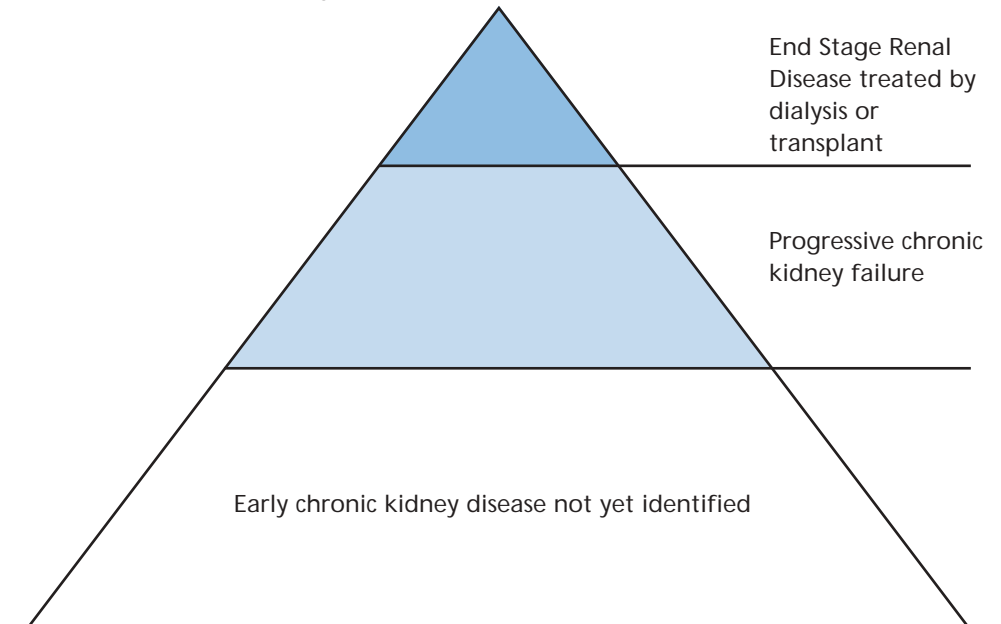 End Stage Renal
Disease treated by
dialysis or
transplant
Progressive chronic
kidney failure
Early chronic kidney disease not yet identified